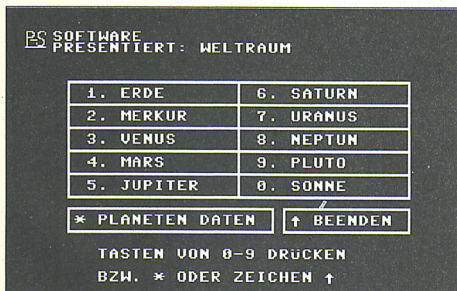 PS SOFTWARE
PRESENTIERT: WELTRAUM
1. ERDE 6. SATURN
2. MERKUR 7. URANUS
3. VENUS 8. NEPTUN
4. MARS 9. PLUTO
5. JUPITER 0. SONNE
* PLANETEN DATEN ↑ BEENDEN
TASTEN VON 0-9 DRÜCKEN
BZW. * ODER ZEICHEN ↑